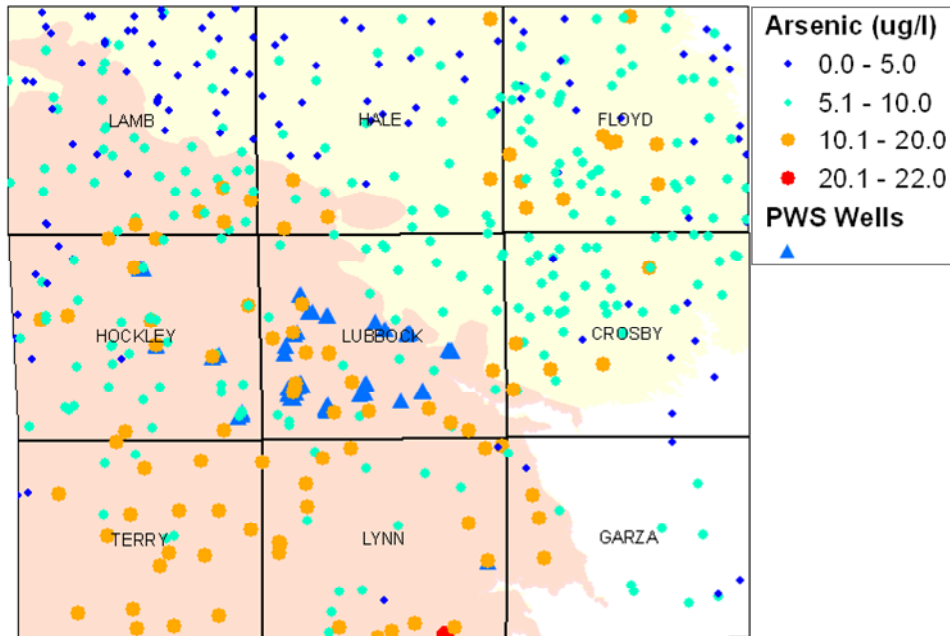 Arsenic (ug/l)
0.0 - 5.0
5.1 - 10.0
10.1 - 20.0
20.1 - 22.0
PWS Wells
LAMB
HALE
FLOYD
HOCKLEY
LUBBOCK
CROSBY
TERRY
LYNN
GARZA